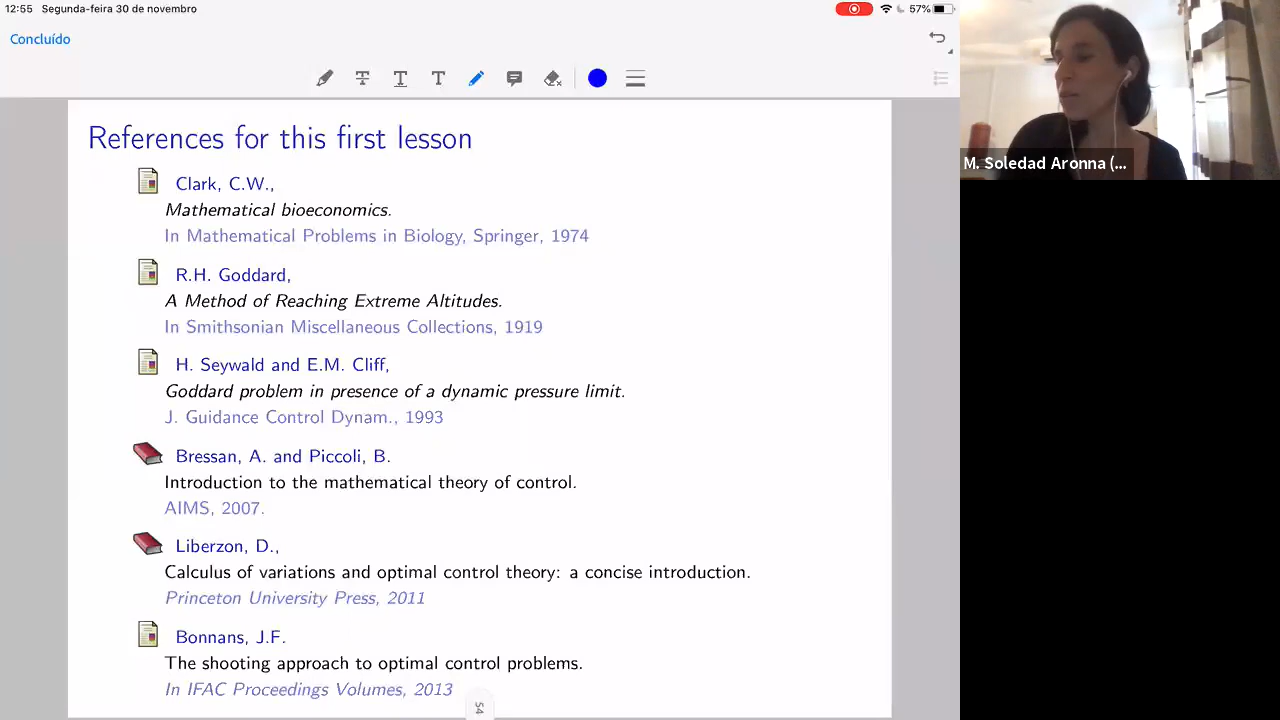 12:55 Segunda-feira 30 de novembro
57%
Concluído
T T T
References for this first lesson
Clark, C.W.,
Mathematical bioeconomics.
In Mathematical Problems in Biology, Springer, 1974
R.H. Goddard,
A Method of Reaching Extreme Altitudes.
In Smithsonian Miscellaneous Collections, 1919
H. Seywald and E.M. Cliff,
Goddard problem in presence of a dynamic pressure limit.
J. Guidance Control Dynam., 1993
Bressan, A. and Piccoli, B.
Introduction to the mathematical theory of control.
AIMS, 2007.
Liberzon, D.,
Calculus of variations and optimal control theory: a concise introduction.
Princeton University Press, 2011
Bonnans, J.F.
The shooting approach to optimal control problems.
In IFAC Proceedings Volumes, 2013
54
M. Soledad Aronna (...